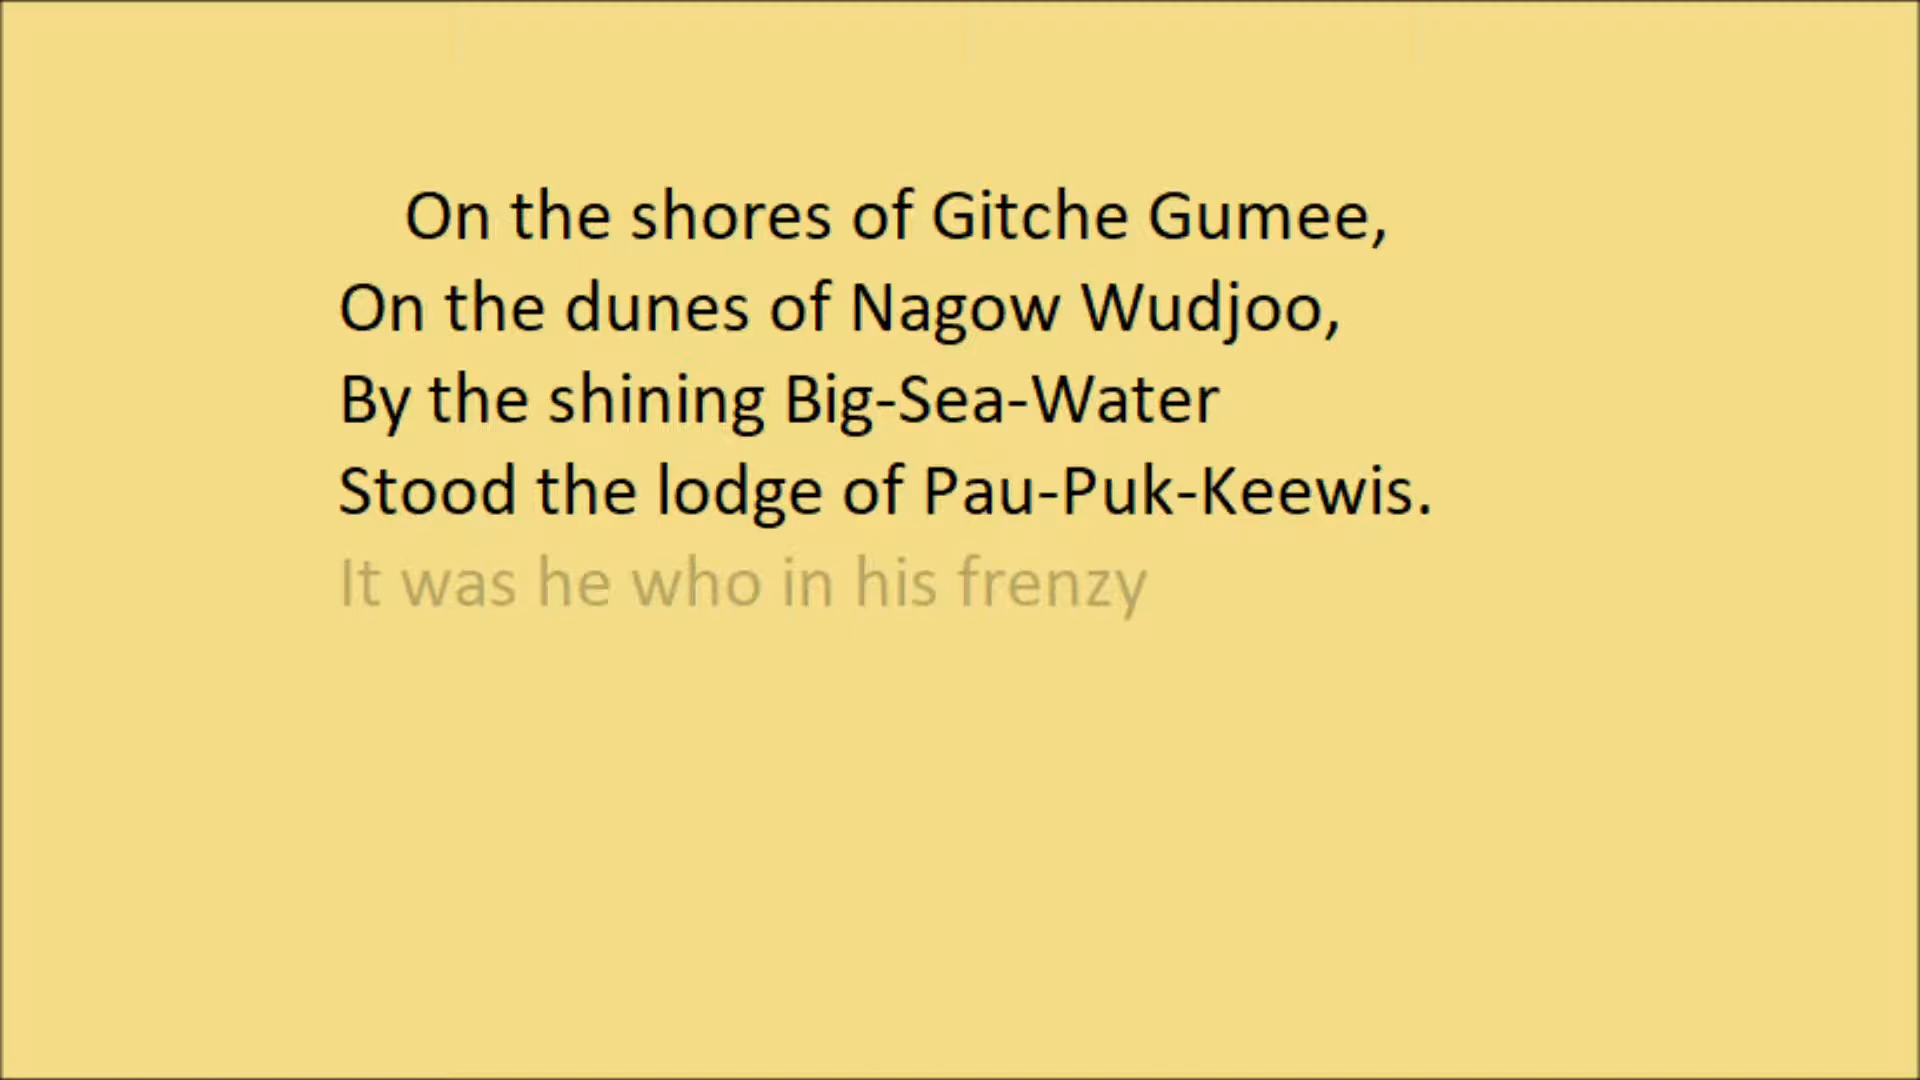 On the shores of Gitche Gumee,
On the dunes of Nagow Wudjoo,
By the shining Big-Sea-Water
Stood the lodge of Pau-Puk-Keewis.
It was he who in his frenzy